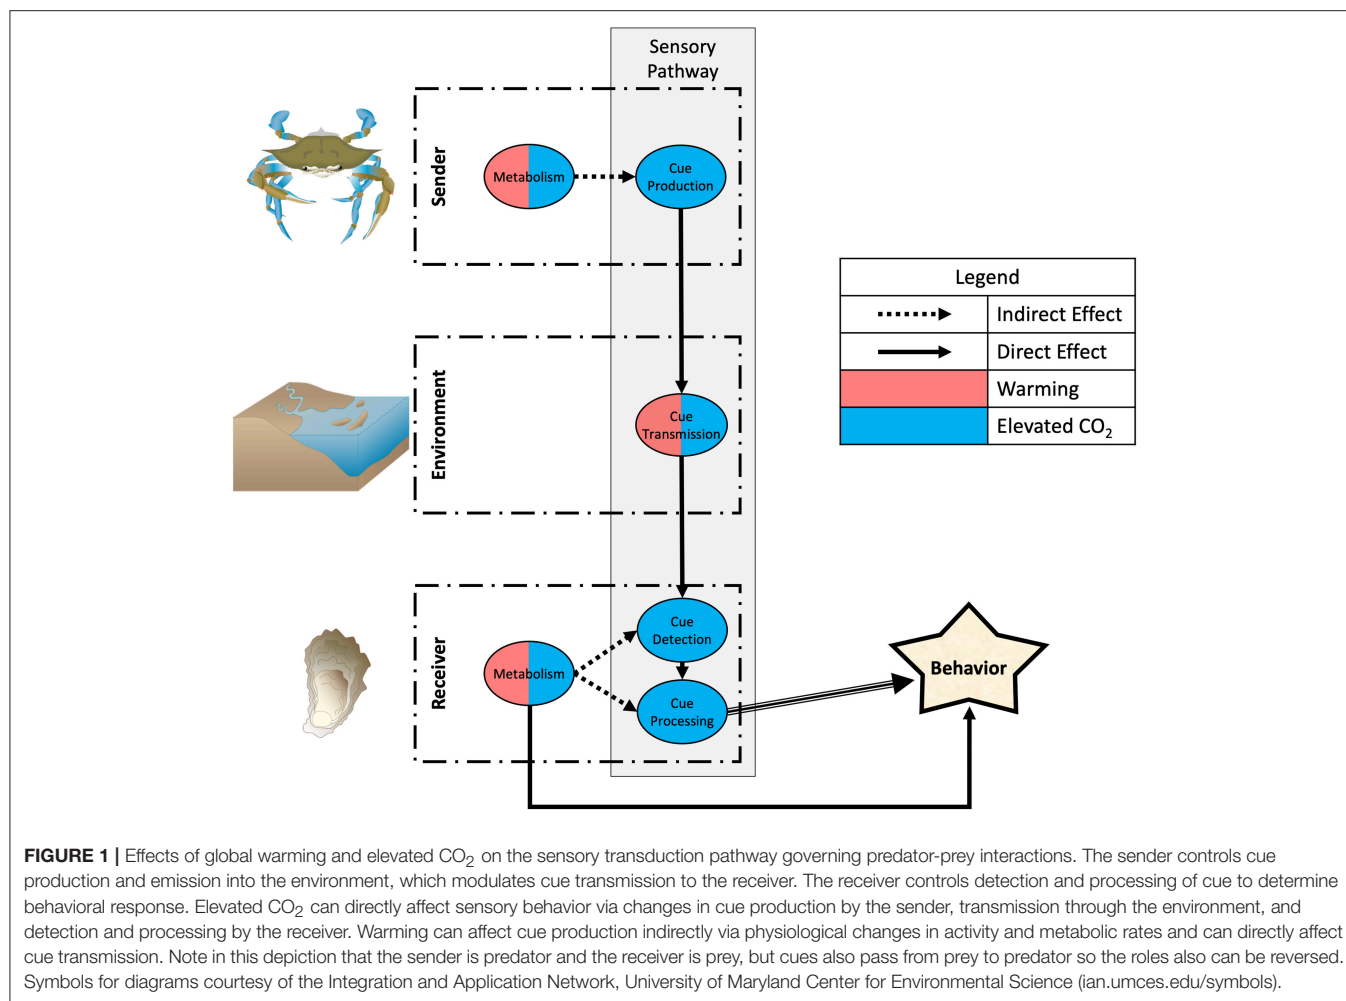 Sensory
Pathway
Sender
Metabolism
Cue
Production
Environment
Cue
Transmission
Legend
Indirect Effect
Direct Effect
Warming
Elevated CO₂
Receiver
Metabolism
Cue
Detection
Cue
Processing
Behavior
FIGURE 1 | Effects of global warming and elevated CO₂ on the sensory transduction pathway governing predator-prey interactions. The sender controls cue
production and emission into the environment, which modulates cue transmission to the receiver. The receiver controls detection and processing of cue to determine
behavioral response. Elevated CO₂ can directly affect sensory behavior via changes in cue production by the sender, transmission through the environment, and
detection and processing by the receiver. Warming can affect cue production indirectly via physiological changes in activity and metabolic rates and can directly affect
cue transmission. Note in this depiction that the sender is predator and the receiver is prey, but cues also pass from prey to predator so the roles also can be reversed.
Symbols for diagrams courtesy of the Integration and Application Network, University of Maryland Center for Environmental Science (ian.umces.edu/symbols).